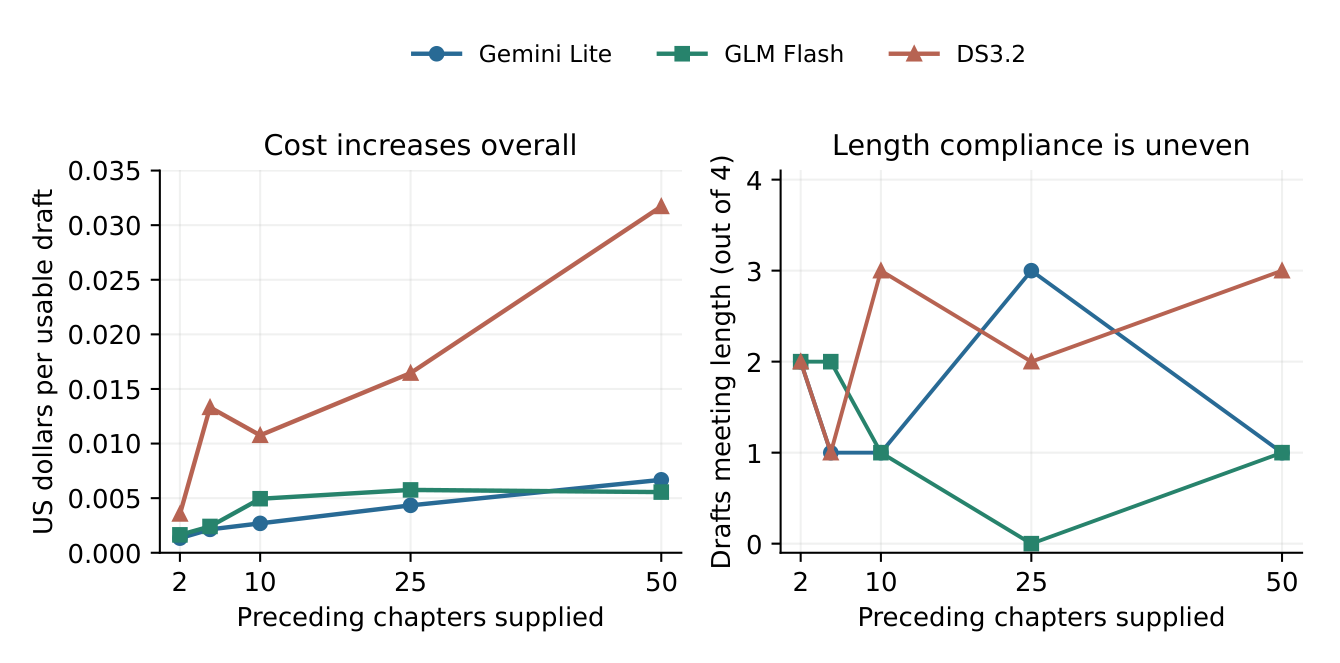 Gemini Lite GLM Flash DS3.2
Cost increases overall
US dollars per usable draft
0.035
0.030
0.025
0.020
0.015
0.010
0.005
0.000
2 10 25 50
Preceding chapters supplied
Length compliance is uneven
Drafts meeting length (out of 4)
4
3
2
1
0
2 10 25 50
Preceding chapters supplied